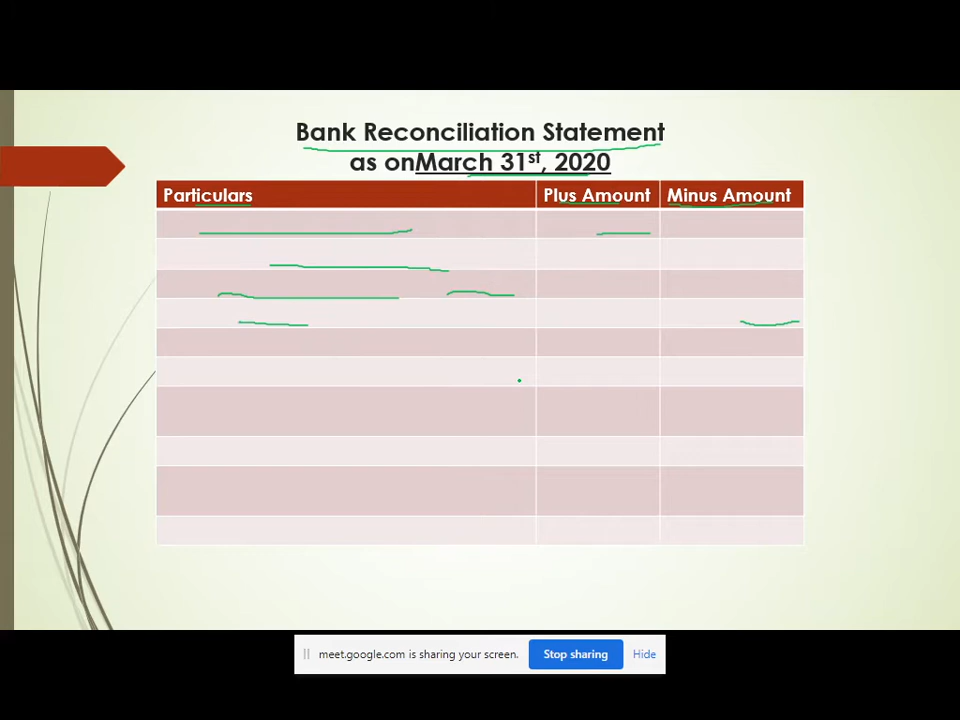 Bank Reconciliation Statement
as onMarch 31st, 2020
Particulars Plus Amount Minus Amount
meet.google.com is sharing your screen. Stop sharing Hide